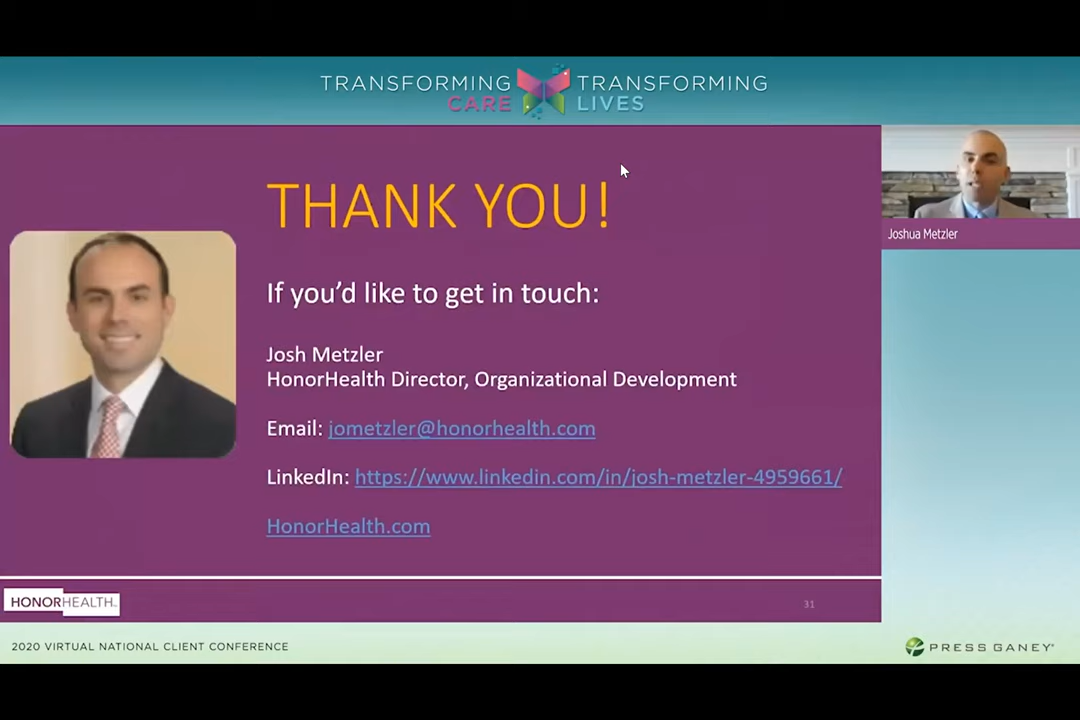 TRANSFORMING TRANSFORMING
CARE LIVES
THANK YOU!
If you’d like to get in touch:
Josh Metzler
HonorHealth Director, Organizational Development
Email: jometzler@honorhealth.com
LinkedIn: https://www.linkedin.com/in/josh-metzler-4959661/
HonorHealth.com
Joshua Metzler
HONORHEALTH
31
2020 VIRTUAL NATIONAL CLIENT CONFERENCE
PRESS GANEY